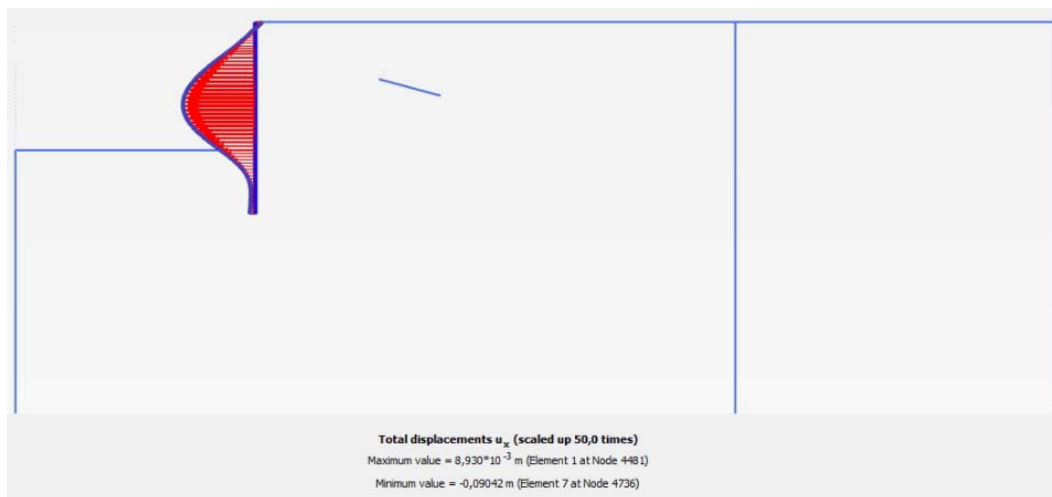 Total displacements uₓ (scaled up 50,0 times)
Maximum value = 8,930*10⁻³ m (Element 1 at Node 4481)
Minimum value = -0,09042 m (Element 7 at Node 4736)